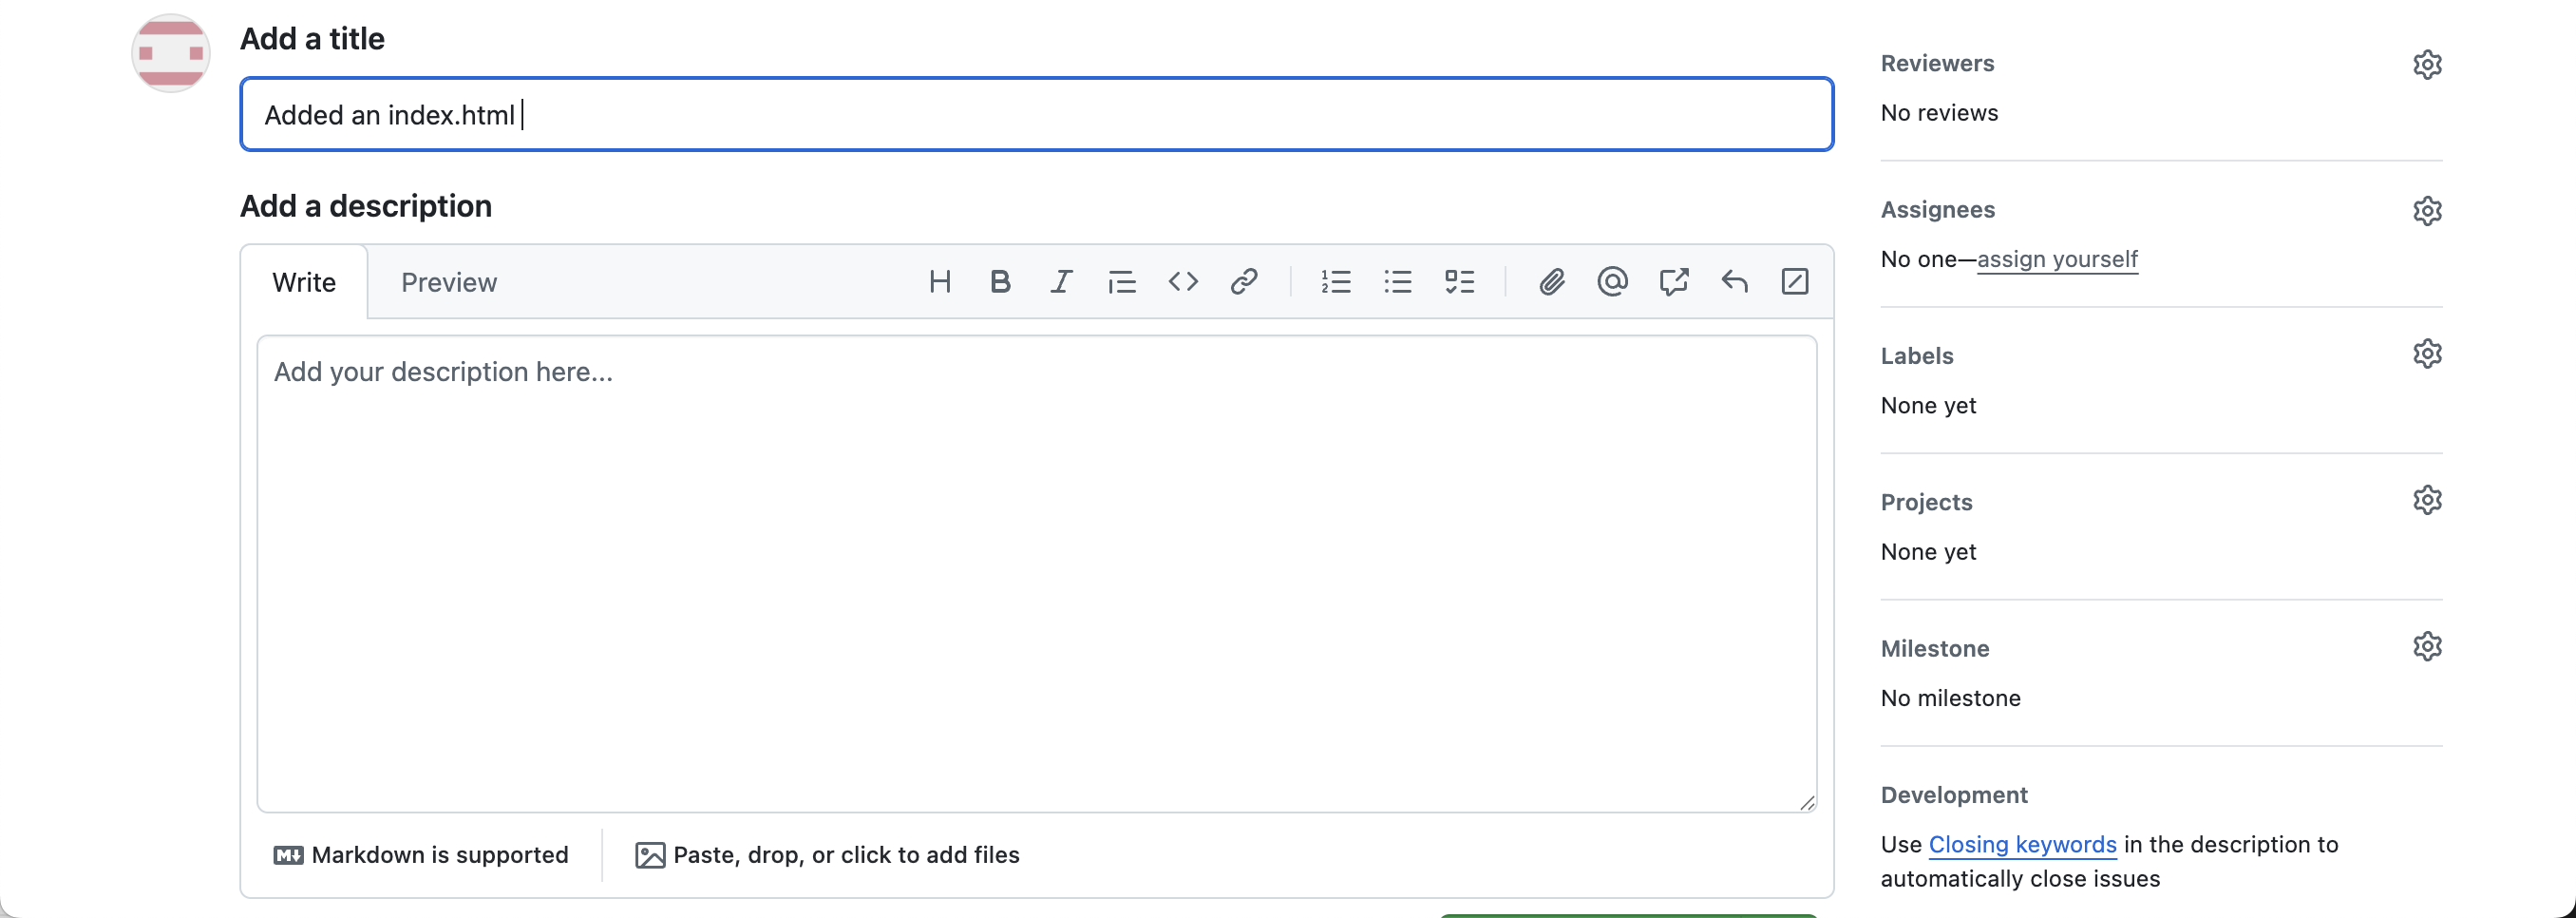 Add a title
Added an index.html
Add a description
Write
Preview
Add your description here...
Markdown is supported
Paste, drop, or click to add files
Reviewers
No reviews
Assignees
No one—assign yourself
Labels
None yet
Projects
None yet
Milestone
No milestone
Development
Use Closing keywords in the description to
automatically close issues